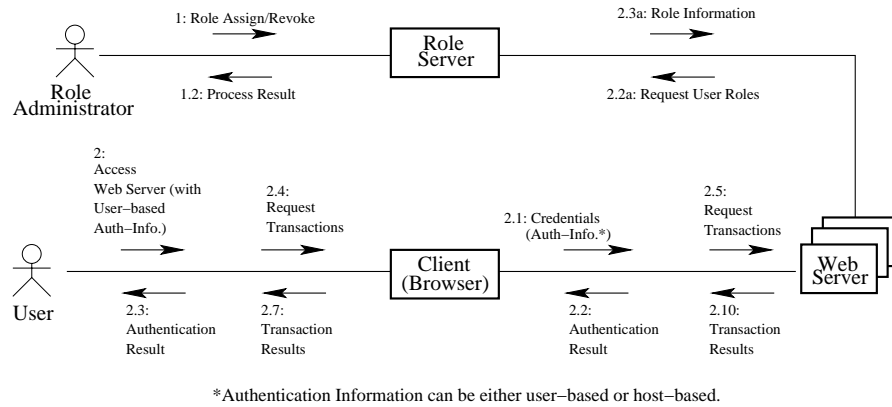 1: Role Assign/Revoke
2.3a: Role Information
Role
Server
1.2: Process Result
2.2a: Request User Roles
Role
Administrator
2:
Access
Web Server (with
User−based
Auth−Info.)
2.4:
Request
Transactions
2.1: Credentials
(Auth−Info.*)
2.5:
Request
Transactions
Client
(Browser)
Web
Server
User
2.3:
Authentication
Result
2.7:
Transaction
Results
2.2:
Authentication
Result
2.10:
Transaction
Results
*Authentication Information can be either user−based or host−based.